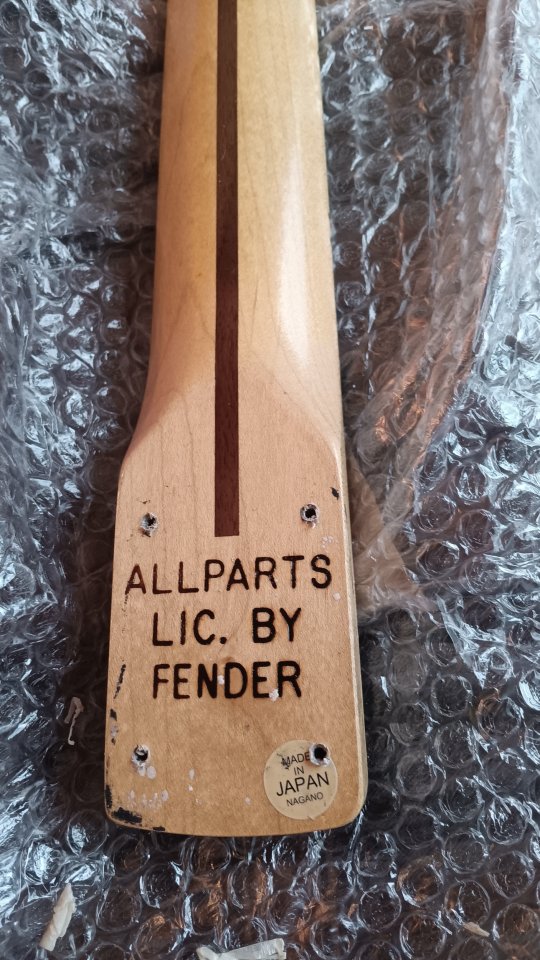 ALLPARTS
LIC. BY
FENDER
MADE
IN
JAPAN
NAGANO